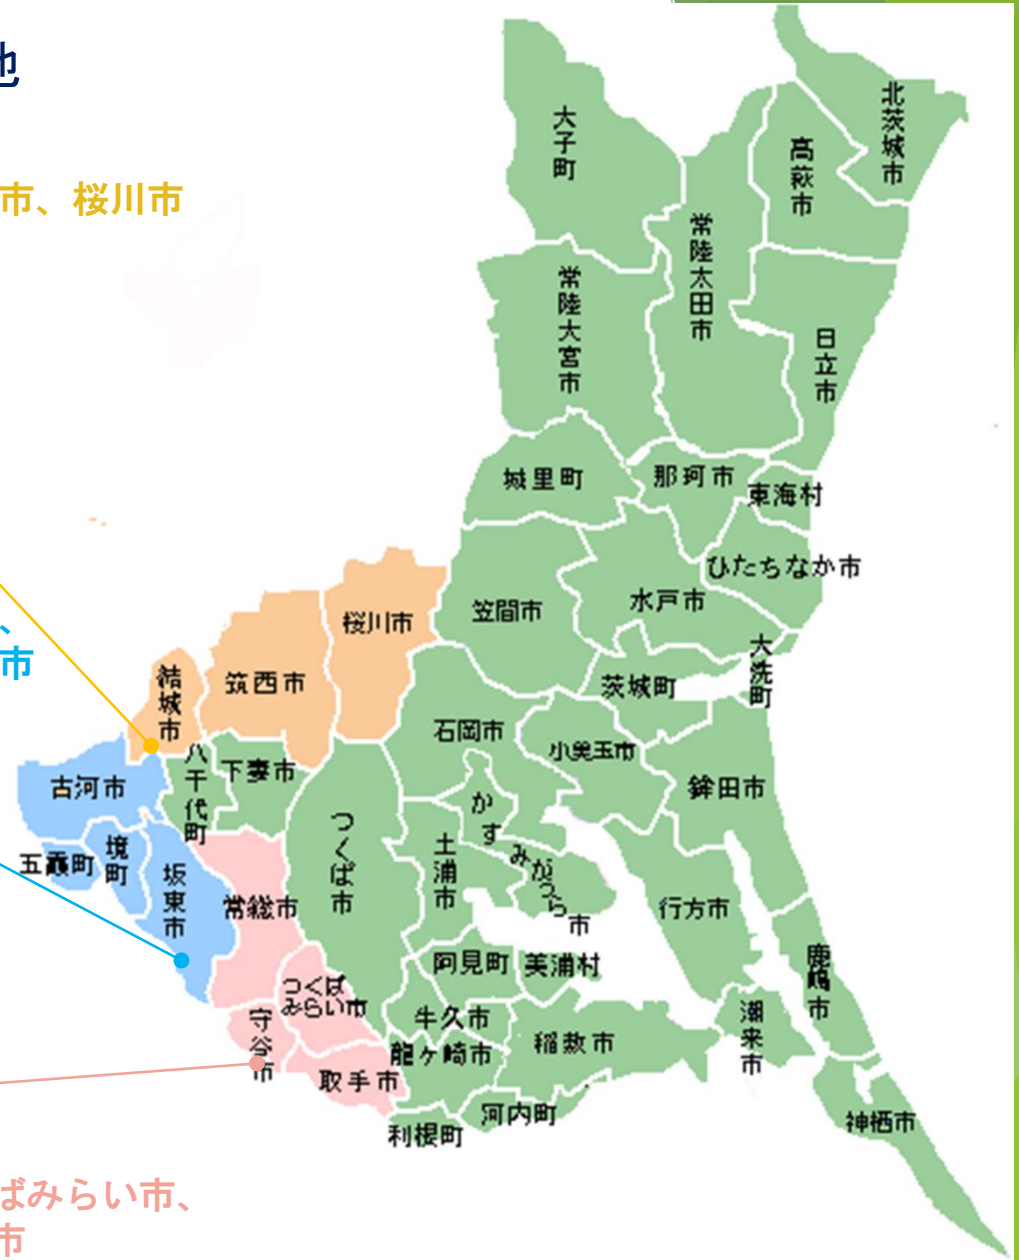 地
市、桜川市
、
市
ばみらい市、
市
大子町
北茨城市
高萩市
常陸太田市
常陸大宮市
日立市
城里町
那珂市
東海村
ひたちなか市
水戸市
笠間市
桜川市
大洗町
茨城町
筑西市
結城市
石岡市
小美玉市
鉾田市
下妻市
八千代町
古河市
かすみがうら市
つくば市
土浦市
五霞町
境町
坂東市
常総市
行方市
鹿嶋市
阿見町
美浦村
つくば
みらい市
牛久市
守谷市
稲敷市
潮来市
龍ヶ崎市
取手市
河内町
利根町
神栖市